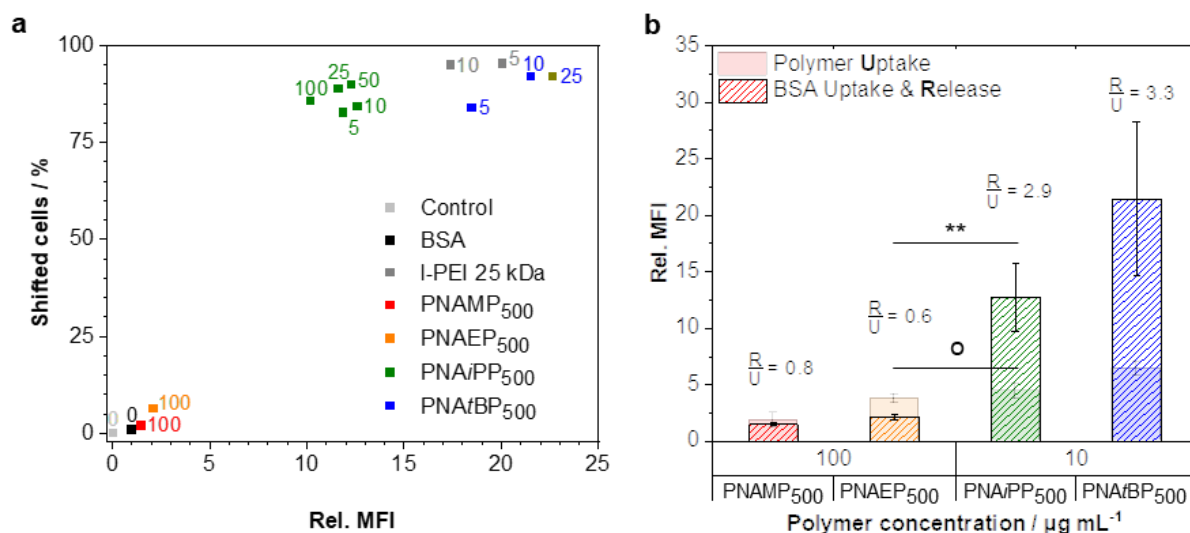 a
Shifted cells / %
100
75
50
25
0
100
25
50
10
5
10
5
10
25
5
0
0
100
100
Control
BSA
l-PEI 25 kDa
PNAMP500
PNAEP500
PNAiPP500
PNAtBP500
0 5 10 15 20 25
Rel. MFI
b
Rel. MFI
35
30
25
20
15
10
5
0
Polymer Uptake
BSA Uptake & Release
R/U = 3.3
R/U = 2.9
**
R/U = 0.6
O
R/U = 0.8
100 10
PNAMP500 PNAEP500 PNAiPP500 PNAtBP500
Polymer concentration / µg mL-1